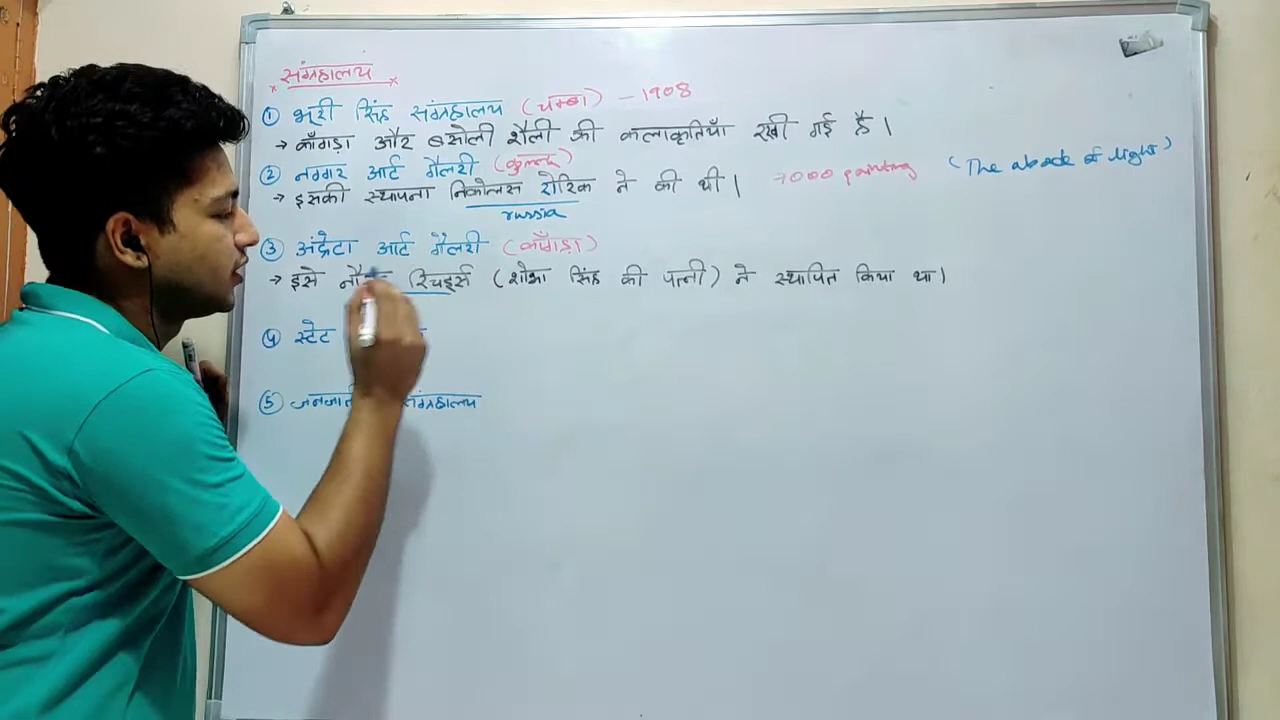 संग्रहालय
① भूरी सिंह संग्रहालय (चम्बा) - 1908
→ काँगड़ा और बसोली शैली की कलाकृतियाँ रखी गई है।
② नग्गर आर्ट गैलरी (कुल्लू)
→ इसकी स्थापना निकोलस रोरिक ने की थी। 7000 painting (The abode of light)
russia
③ अंद्रेटा आर्ट गैलरी (काँगड़ा)
→ इसे रिचर्ड्स (शोभा सिंह की पत्नी) ने स्थापित किया था।
④ स्टेट
⑤ संग्रहालय